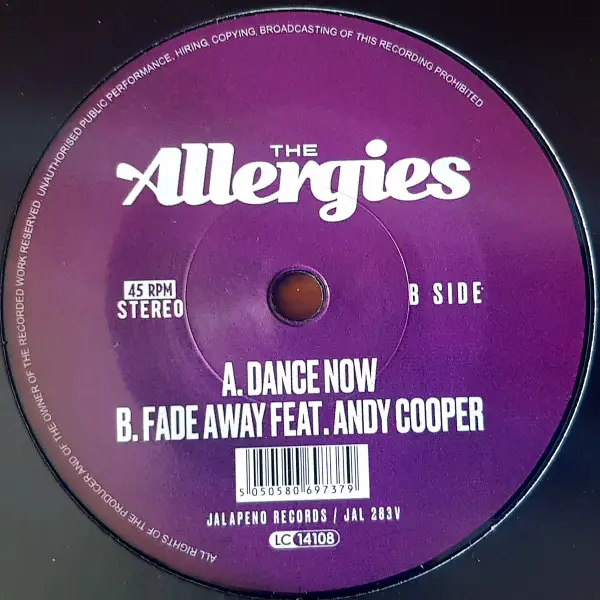 ALL RIGHTS OF THE PRODUCER AND OF THE OWNER OF THE RECORDED WORK RESERVED. UNAUTHORISED PUBLIC PERFORMANCE, HIRING, COPYING, BROADCASTING OF THIS RECORDING PROHIBITED
THE
Allergies
45 RPM
STEREO
B SIDE
A. DANCE NOW
B. FADE AWAY FEAT. ANDY COOPER
5 050580 697379
JALAPENO RECORDS / JAL 283V
LC 14108